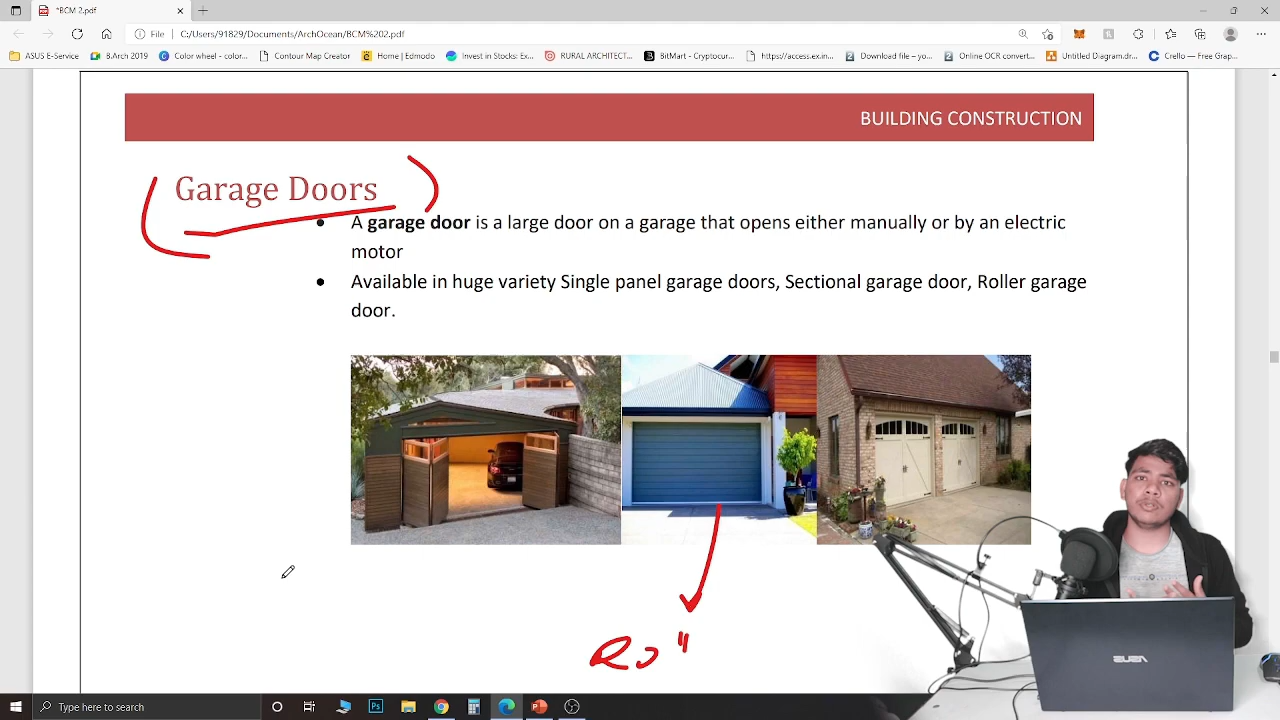 *BCM 2.pdf
File
C:/Users/91829/Documents/ArchOcean/BCM%202.pdf
ASUS E-Service
B.Arch 2019
Color wheel - color...
Contour Map Creator
Home | Edmodo
Invest in Stocks: Ex...
RURAL ARCHITECT...
BitMart - Cryptocur...
https://access.ex.in...
Download file – yo...
Online OCR convert...
Untitled Diagram.dr...
Crello — Free Grap...
BUILDING CONSTRUCTION
Garage Doors
• A garage door is a large door on a garage that opens either manually or by an electric
motor
• Available in huge variety Single panel garage doors, Sectional garage door, Roller garage
door.
ASUS
Type here to search